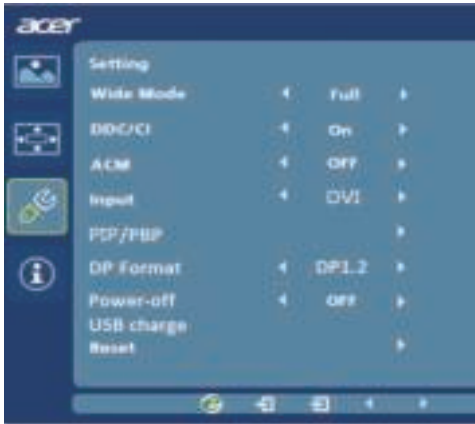 acer
Setting
Wide Mode Full
DDC/CI On
ACM OFF
Input DVI
PIP/PBP
DP Format DP1.2
Power-off OFF
USB charge
Reset